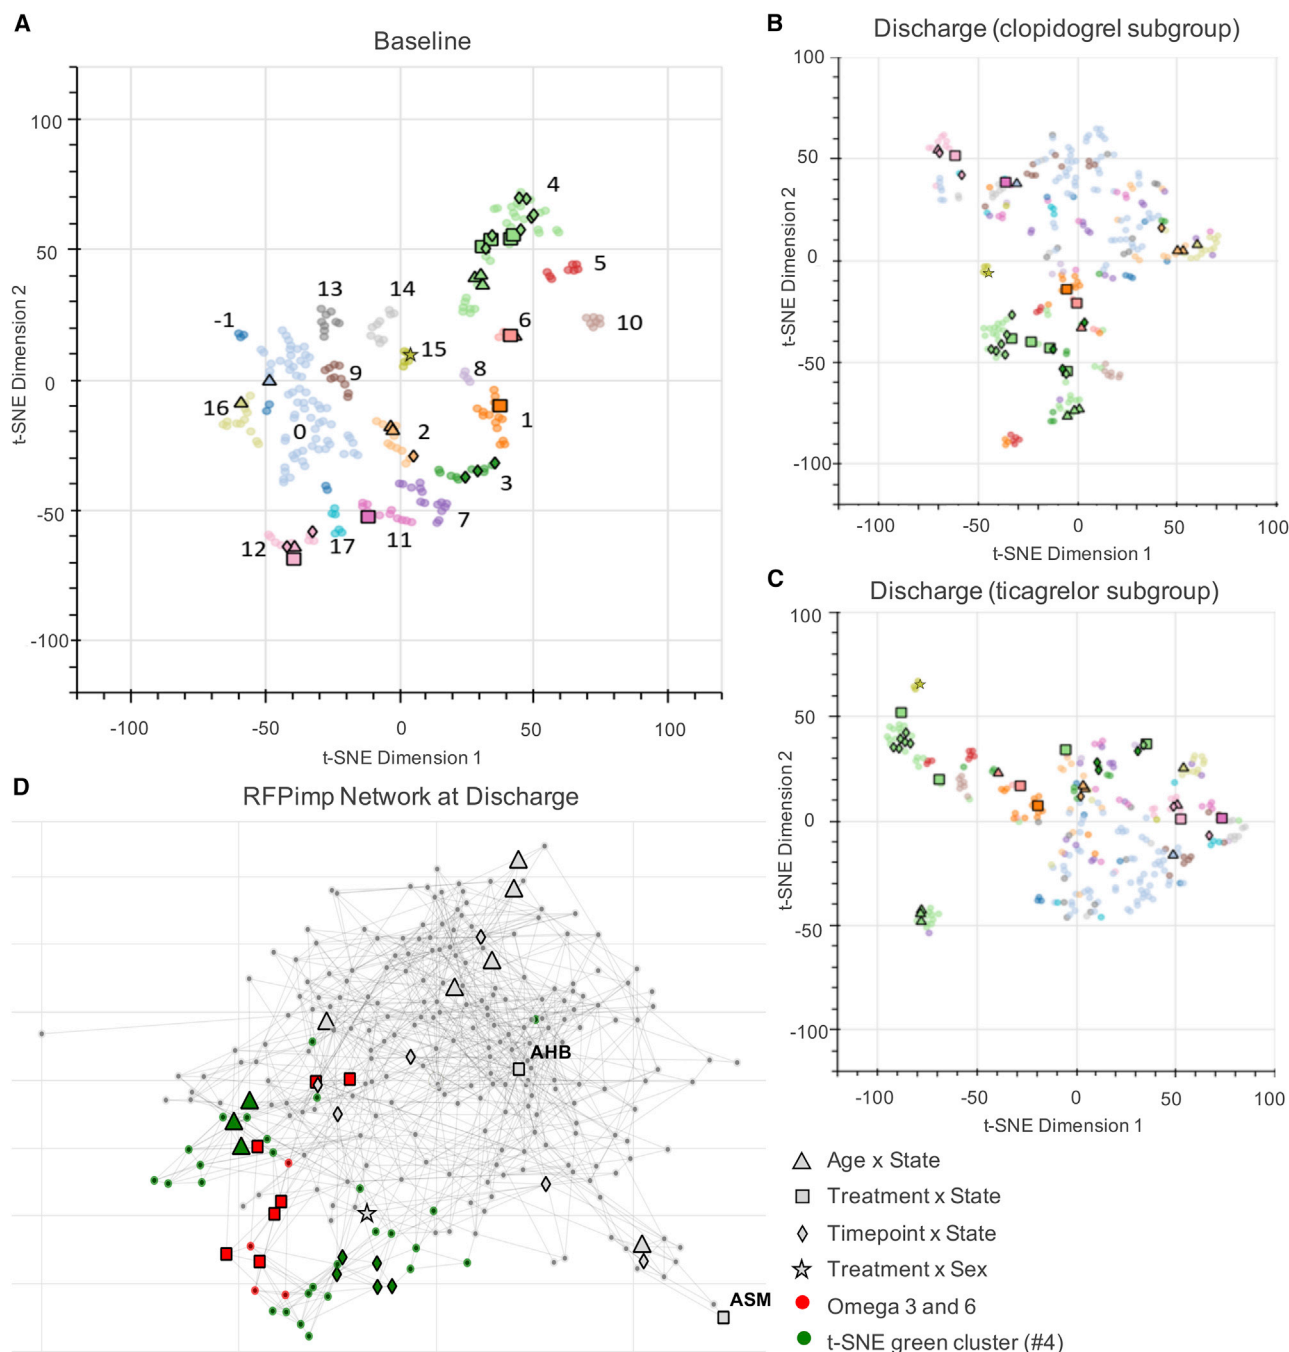 A
Baseline
100
50
0
-50
-100
-100
-50
0
50
100
t-SNE Dimension 1
t-SNE Dimension 2
4
5
13
14
-1
6
10
15
9
8
16
0
2
1
3
7
12
17
11
B
Discharge (clopidogrel subgroup)
100
50
0
-50
-100
-100
-50
0
50
100
t-SNE Dimension 1
t-SNE Dimension 2
C
Discharge (ticagrelor subgroup)
100
50
0
-50
-100
-100
-50
0
50
100
t-SNE Dimension 1
t-SNE Dimension 2
D
RFPimp Network at Discharge
AHB
ASM
Age x State
Treatment x State
Timepoint x State
Treatment x Sex
Omega 3 and 6
t-SNE green cluster (#4)